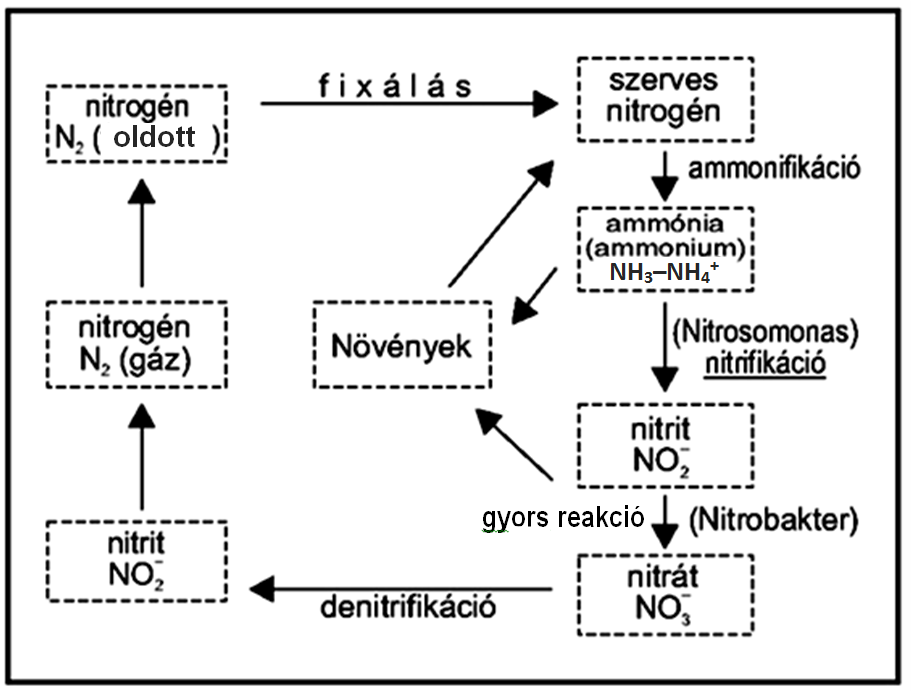 nitrogén
N₂ ( oldott )
fixálás
szerves
nitrogén
ammonifikáció
ammónia
(ammonium)
NH₃–NH₄⁺
nitrogén
N₂ (gáz)
Növények
(Nitrosomonas)
nitrifikáció
nitrit
NO₂⁻
gyors reakció
(Nitrobakter)
nitrit
NO₂⁻
denitrifikáció
nitrát
NO₃⁻